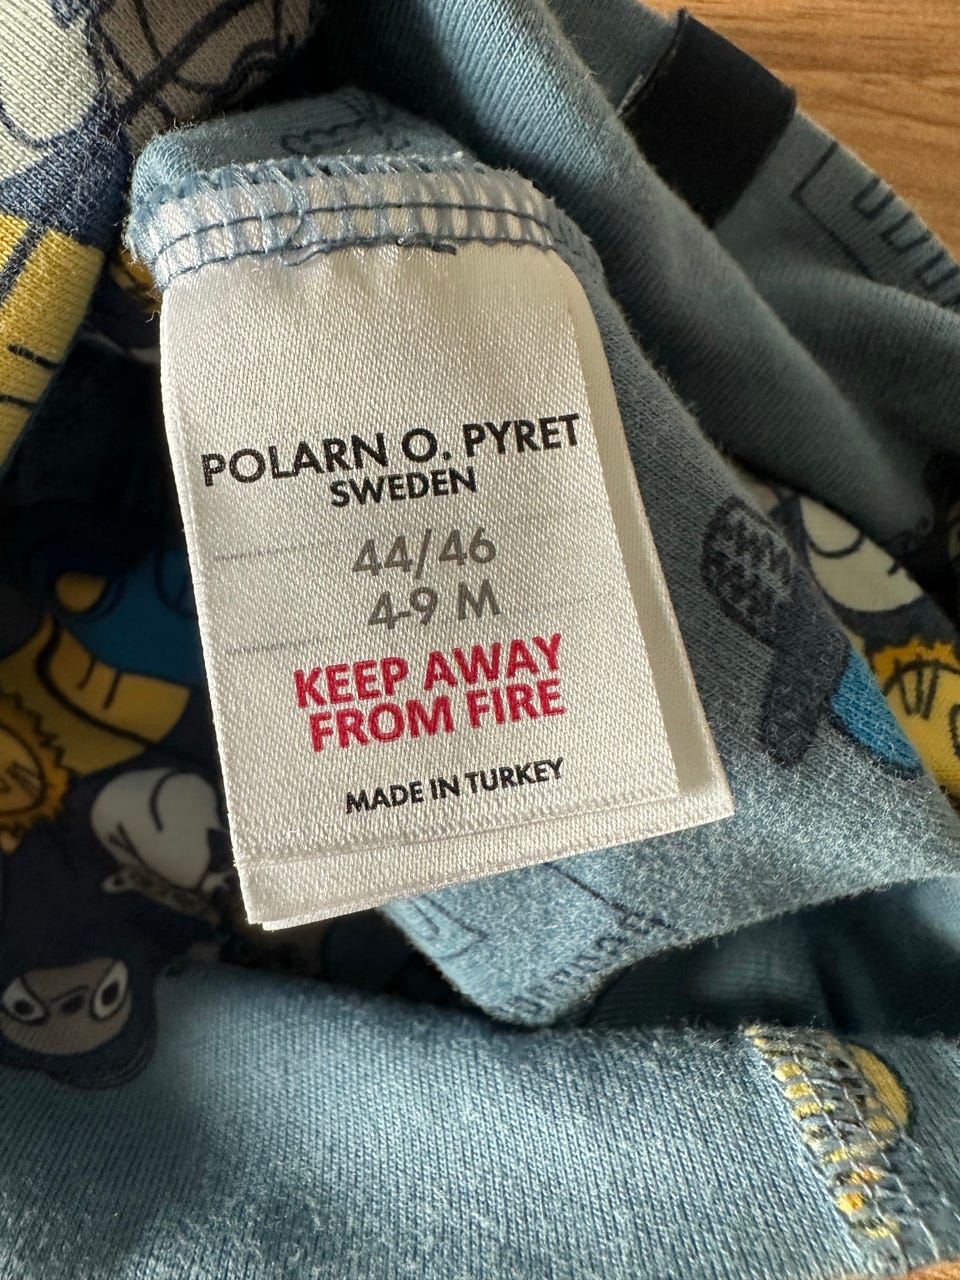 POLARN O. PYRET
SWEDEN
44/46
4-9 M
KEEP AWAY
FROM FIRE
MADE IN TURKEY